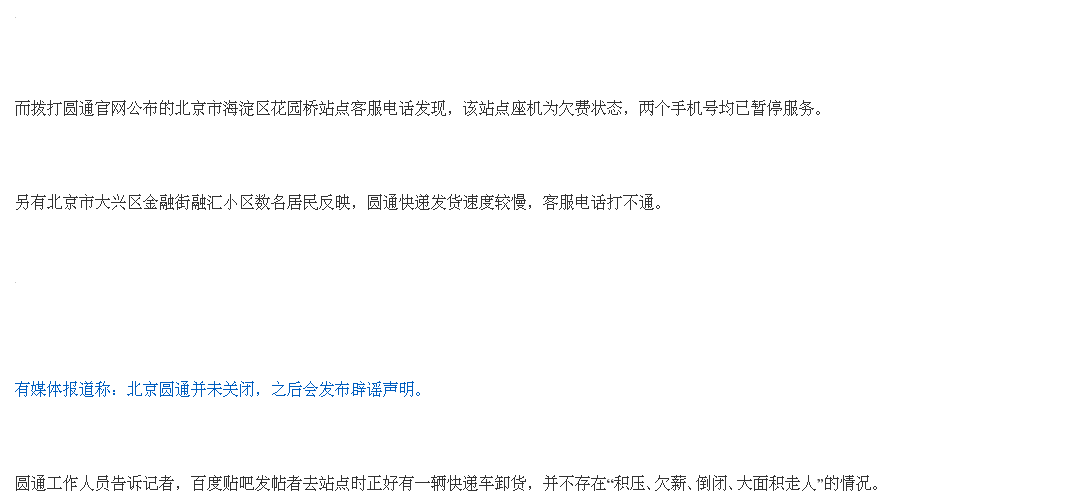 而拨打圆通官网公布的北京市海淀区花园桥站点客服电话发现，该站点座机为欠费状态，两个手机号均已暂停服务。
另有北京市大兴区金融街融汇小区数名居民反映，圆通快递发货速度较慢，客服电话打不通。
有媒体报道称：北京圆通并未关闭，之后会发布辟谣声明。
圆通工作人员告诉记者，百度贴吧发帖者去站点时正好有一辆快递车卸货，并不存在“积压、欠薪、倒闭、大面积走人”的情况。